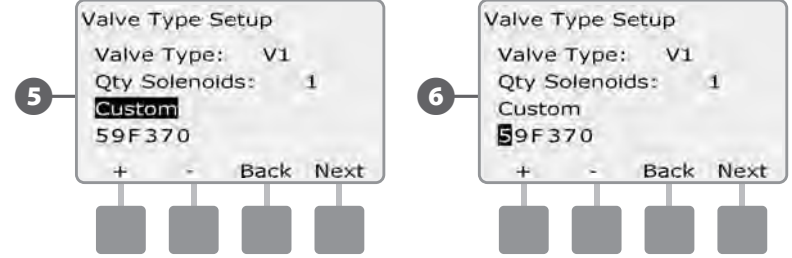 5
Valve Type Setup
Valve Type: V1
Qty Solenoids: 1
Custom
59F370
+ - Back Next
6
Valve Type Setup
Valve Type: V1
Qty Solenoids: 1
Custom
59F370
+ - Back Next